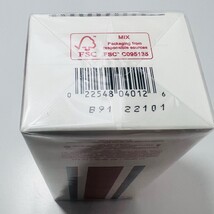 FSC
MIX
Packaging from
responsible sources
FSC® C095135
0 22548 04012 6
B91 22101